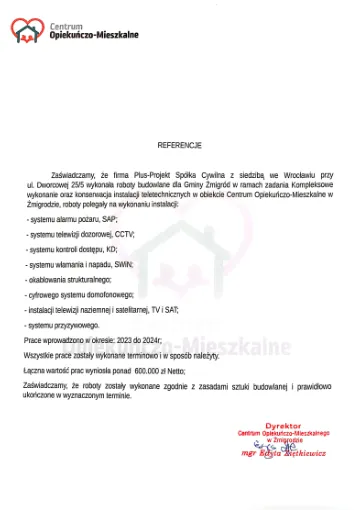 Centrum
Opiekuńczo-Mieszkalne
REFERENCJE
Zaświadczamy, że firma Plus-Projekt Spółka Cywilna z siedzibą we Wrocławiu przy
ul. Dworcowej 25/5 wykonała roboty budowlane dla Gminy Żmigród w ramach zadania Kompleksowe
wykonanie oraz konserwacja instalacji teletechnicznych w obiekcie Centrum Opiekuńczo-Mieszkalne w
Żmigrodzie, roboty polegały na wykonaniu instalacji:
- systemu alarmu pożaru, SAP;
- systemu telewizji dozorowej, CCTV;
- systemu kontroli dostępu, KD;
- systemu włamania i napadu, SWiN;
- okablowania strukturalnego;
- cyfrowego systemu domofonowego;
- instalacji telewizji naziemnej i satelitarnej, TV i SAT;
- systemu przyzywowego.
Prace wprowadzono w okresie; 2023 do 2024r;
Wszystkie prace zostały wykonane terminowo i w sposób należyty.
Opiekuńczo-Mieszkalne
Łączna wartość prac wyniosła ponad 600.000 zł Netto;
Zaświadczamy, że roboty zostały wykonane zgodnie z zasadami sztuki budowlanej i prawidłowo
ukończone w wyznaczonym terminie.
Dyrektor
Centrum Opiekuńczo-Mieszkalnego
w Żmigrodzie
mgr Edyta Miętkiewicz